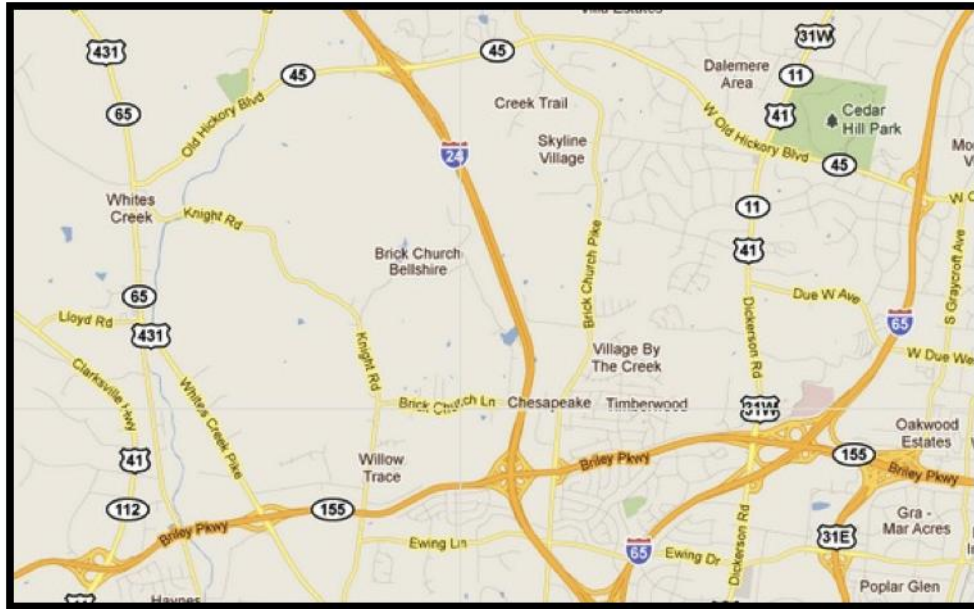 Villa Estates
31W
431
45
45
Dalemere
Area
11
65
Old Hickory Blvd
Creek Trail
41
Cedar
Hill Park
W Old Hickory Blvd
Skyline
Village
24
45
Whites
Creek
Knight Rd
11
Brick Church
Bellshire
41
Brick Church Pike
S Graycroft Ave
65
Due W Ave
Lloyd Rd
431
65
Dickerson Rd
Knight Rd
Village By
The Creek
W Due We
Clarksville Hwy
Whites Creek Pike
Chesapeake
Timberwood
31W
Oakwood
Estates
Willow
Trace
41
155
Briley Pkwy
Briley Pkwy
112
155
Briley Pkwy
Gra -
Mar Acres
Ewing Ln
65
Ewing Dr
Dickerson Rd
31E
Poplar Glen
Haynes